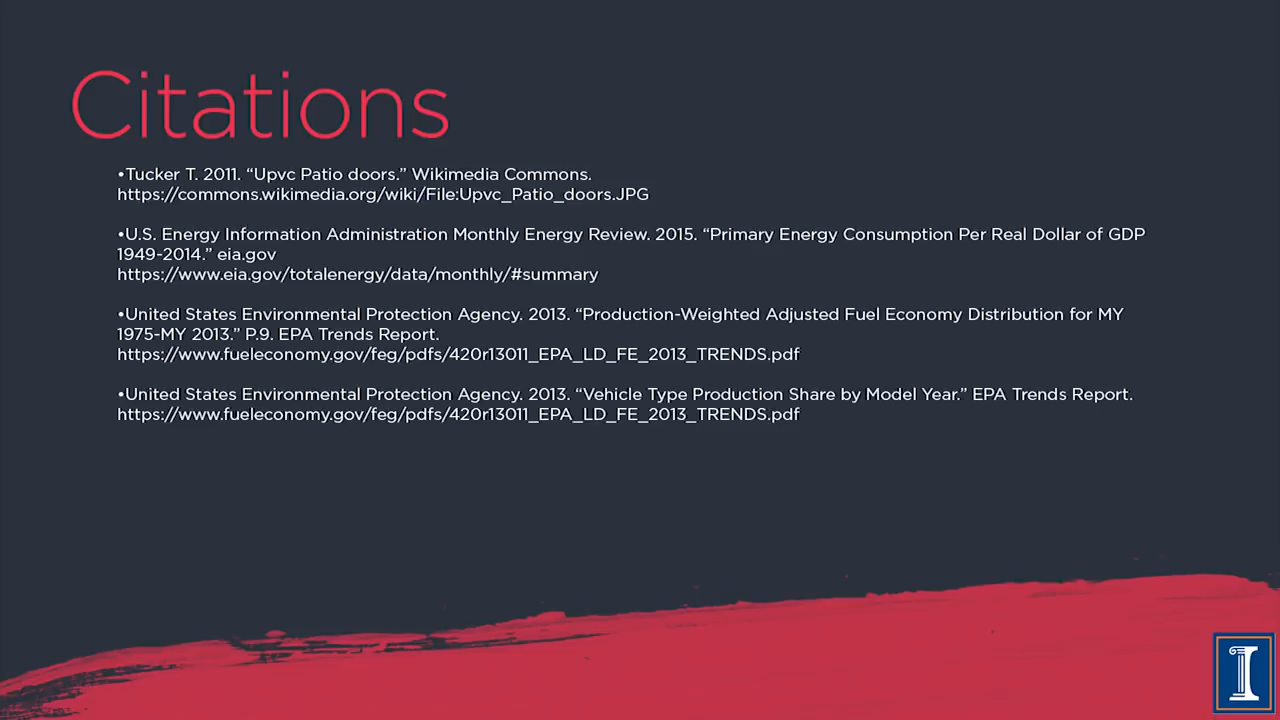 Citations
•Tucker T. 2011. “Upvc Patio doors.” Wikimedia Commons.
https://commons.wikimedia.org/wiki/File:Upvc_Patio_doors.JPG
•U.S. Energy Information Administration Monthly Energy Review. 2015. “Primary Energy Consumption Per Real Dollar of GDP
1949-2014.” eia.gov
https://www.eia.gov/totalenergy/data/monthly/#summary
•United States Environmental Protection Agency. 2013. “Production-Weighted Adjusted Fuel Economy Distribution for MY
1975-MY 2013.” P.9. EPA Trends Report.
https://www.fueleconomy.gov/feg/pdfs/420r13011_EPA_LD_FE_2013_TRENDS.pdf
•United States Environmental Protection Agency. 2013. “Vehicle Type Production Share by Model Year.” EPA Trends Report.
https://www.fueleconomy.gov/feg/pdfs/420r13011_EPA_LD_FE_2013_TRENDS.pdf
I